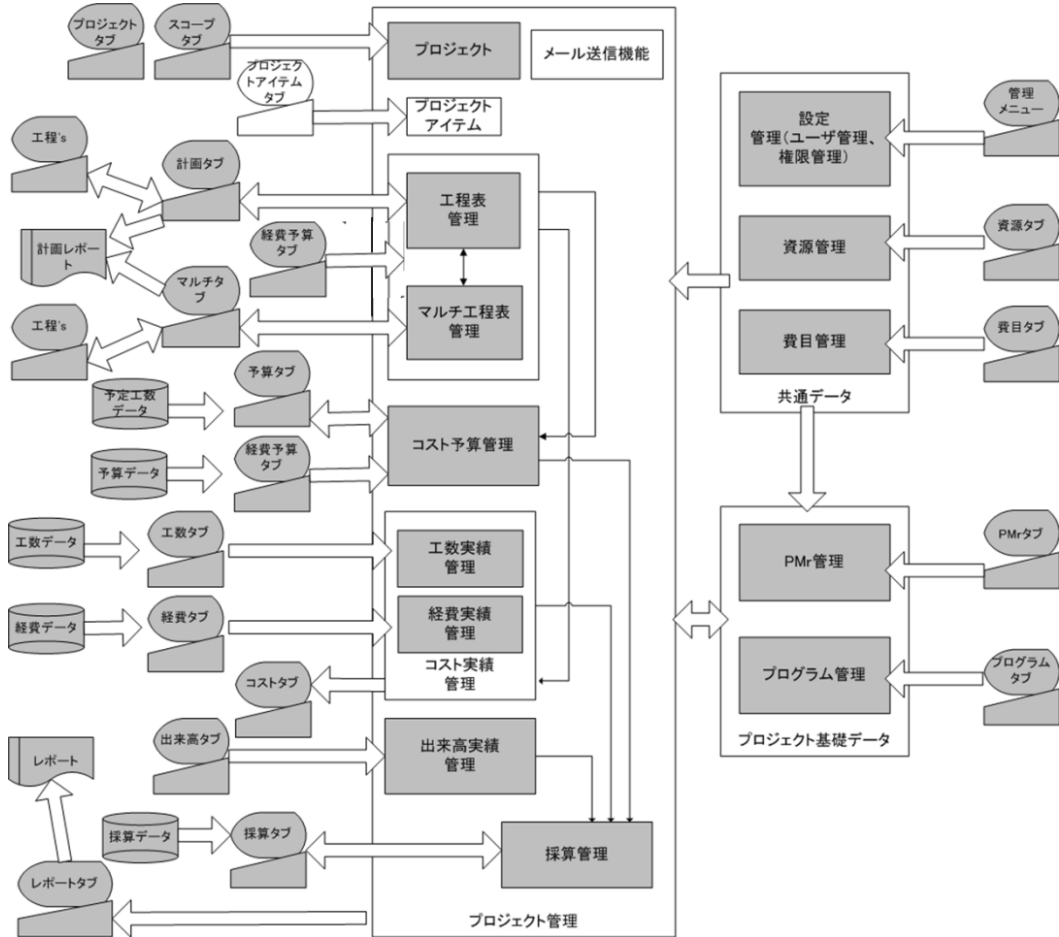 プロジェクト
タブ
スコープ
タブ
プロジェクト
メール送信機能
プロジェク
トアイテム
タブ
プロジェクト
アイテム
管理
メニュー
設定
管理(ユーザ管理、
権限管理)
工程's
計画タブ
工程表
管理
資源管理
資源タブ
計画レポー
ト
経費予算
タブ
マルチタ
ブ
マルチ工程表
管理
工程's
費目管理
費目タブ
共通データ
予定工数
データ
予算タブ
コスト予算管理
予算データ
経費予算
タブ
工数データ
工数タブ
工数実績
管理
PMr管理
PMrタブ
経費データ
経費タブ
経費実績
管理
コスト実績
管理
コストタブ
プログラム管理
プログラム
タブ
プロジェクト基礎データ
出来高タブ
出来高実績
管理
レポート
採算データ
採算タブ
採算管理
レポートタブ
プロジェクト管理